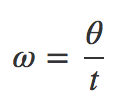 ω = θ/t